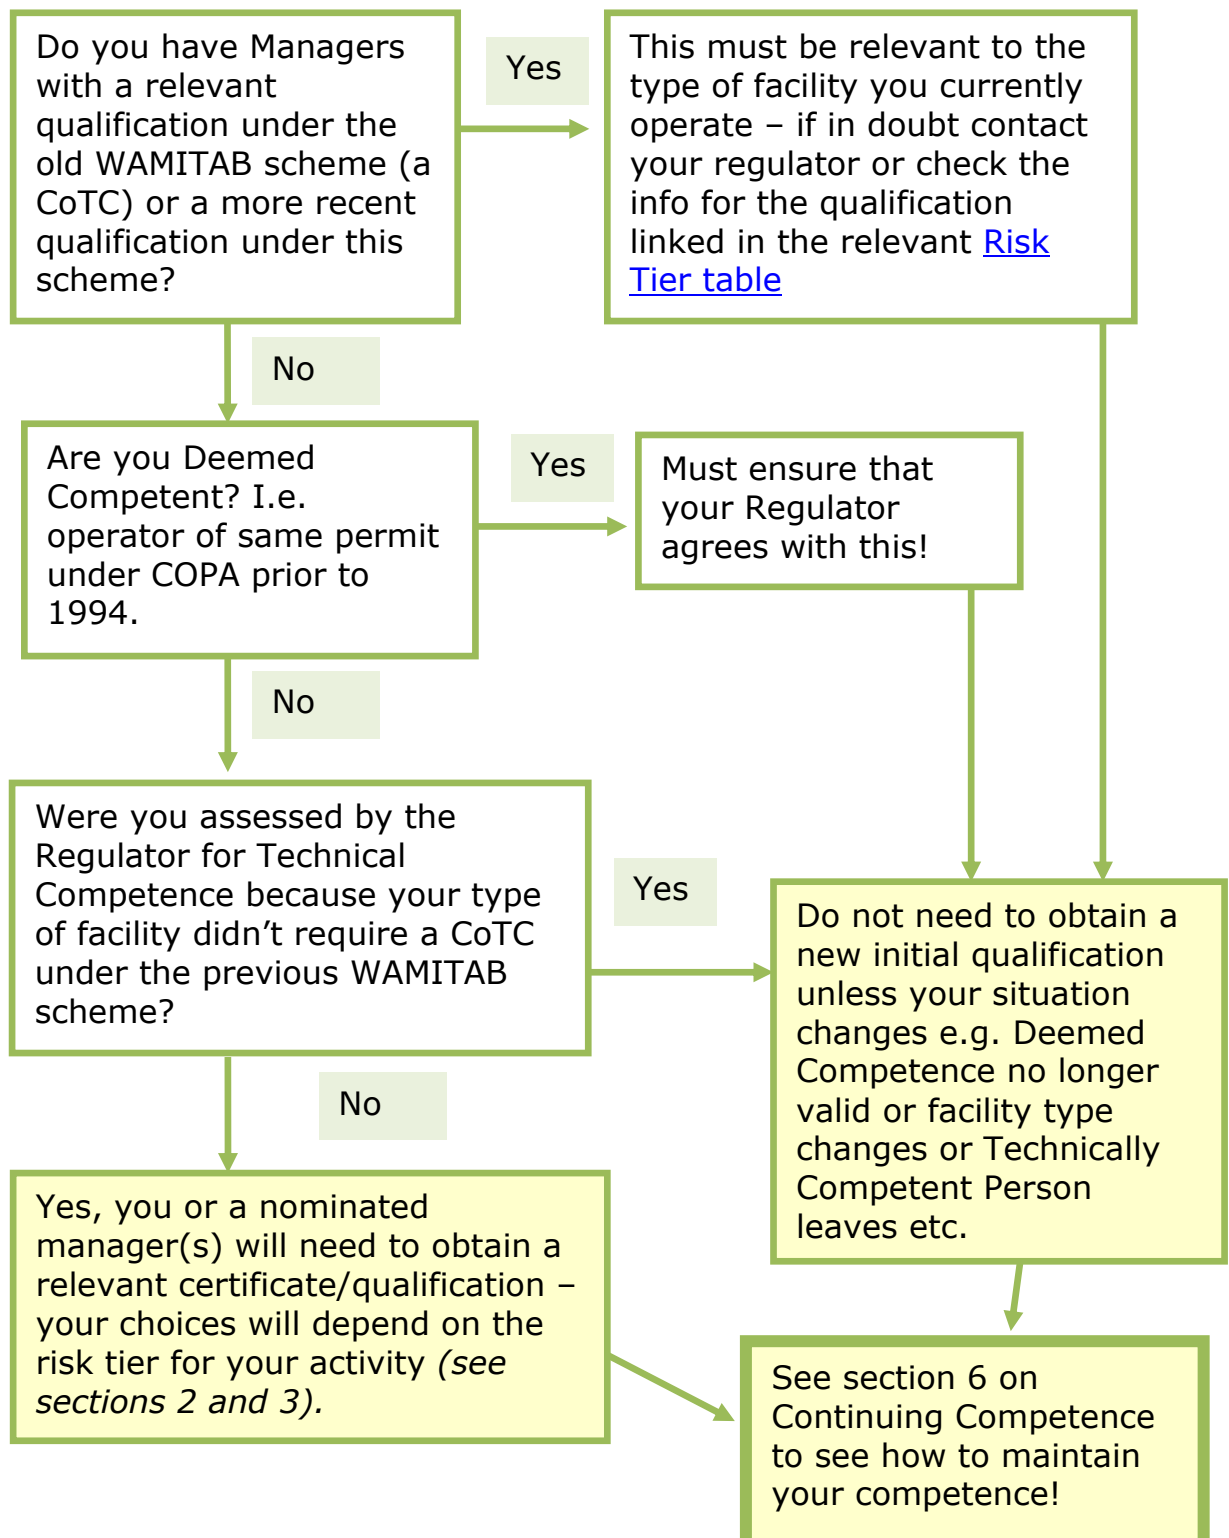 Do you have Managers
with a relevant
qualification under the
old WAMITAB scheme (a
CoTC) or a more recent
qualification under this
scheme?
Yes
This must be relevant to the
type of facility you currently
operate – if in doubt contact
your regulator or check the
info for the qualification
linked in the relevant Risk
Tier table
No
Are you Deemed
Competent? I.e.
operator of same permit
under COPA prior to
1994.
Yes
Must ensure that
your Regulator
agrees with this!
No
Were you assessed by the
Regulator for Technical
Competence because your type
of facility didn’t require a CoTC
under the previous WAMITAB
scheme?
Yes
Do not need to obtain a
new initial qualification
unless your situation
changes e.g. Deemed
Competence no longer
valid or facility type
changes or Technically
Competent Person
leaves etc.
No
Yes, you or a nominated
manager(s) will need to obtain a
relevant certificate/qualification –
your choices will depend on the
risk tier for your activity (see
sections 2 and 3).
See section 6 on
Continuing Competence
to see how to maintain
your competence!